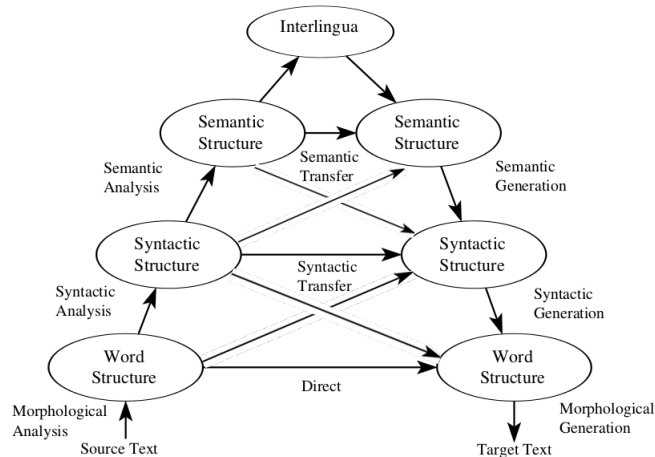 Interlingua
Semantic
Structure
Semantic
Structure
Semantic
Analysis
Semantic
Transfer
Semantic
Generation
Syntactic
Structure
Syntactic
Structure
Syntactic
Analysis
Syntactic
Transfer
Syntactic
Generation
Word
Structure
Word
Structure
Direct
Morphological
Analysis
Morphological
Generation
Source Text
Target Text